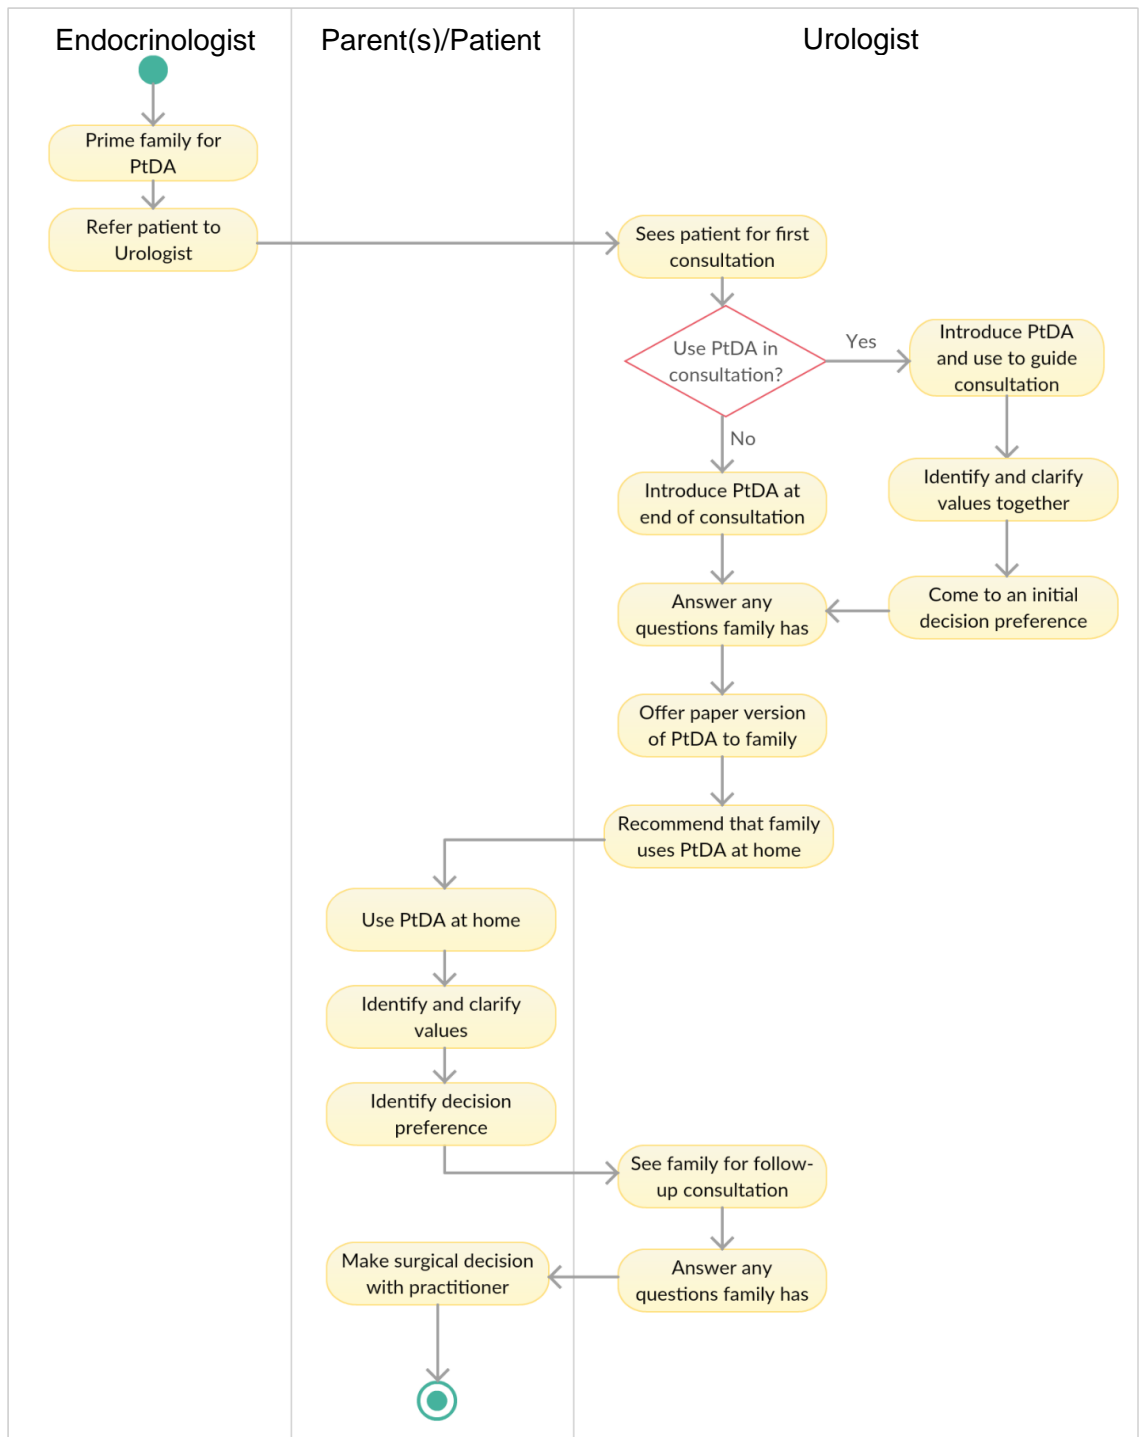 Endocrinologist
Parent(s)/Patient
Urologist
Prime family for
PtDA
Refer patient to
Urologist
Sees patient for first
consultation
Use PtDA in
consultation?
Yes
Introduce PtDA
and use to guide
consultation
No
Introduce PtDA at
end of consultation
Identify and clarify
values together
Answer any
questions family has
Come to an initial
decision preference
Offer paper version
of PtDA to family
Recommend that family
uses PtDA at home
Use PtDA at home
Identify and clarify
values
Identify decision
preference
See family for follow-
up consultation
Make surgical decision
with practitioner
Answer any
questions family has